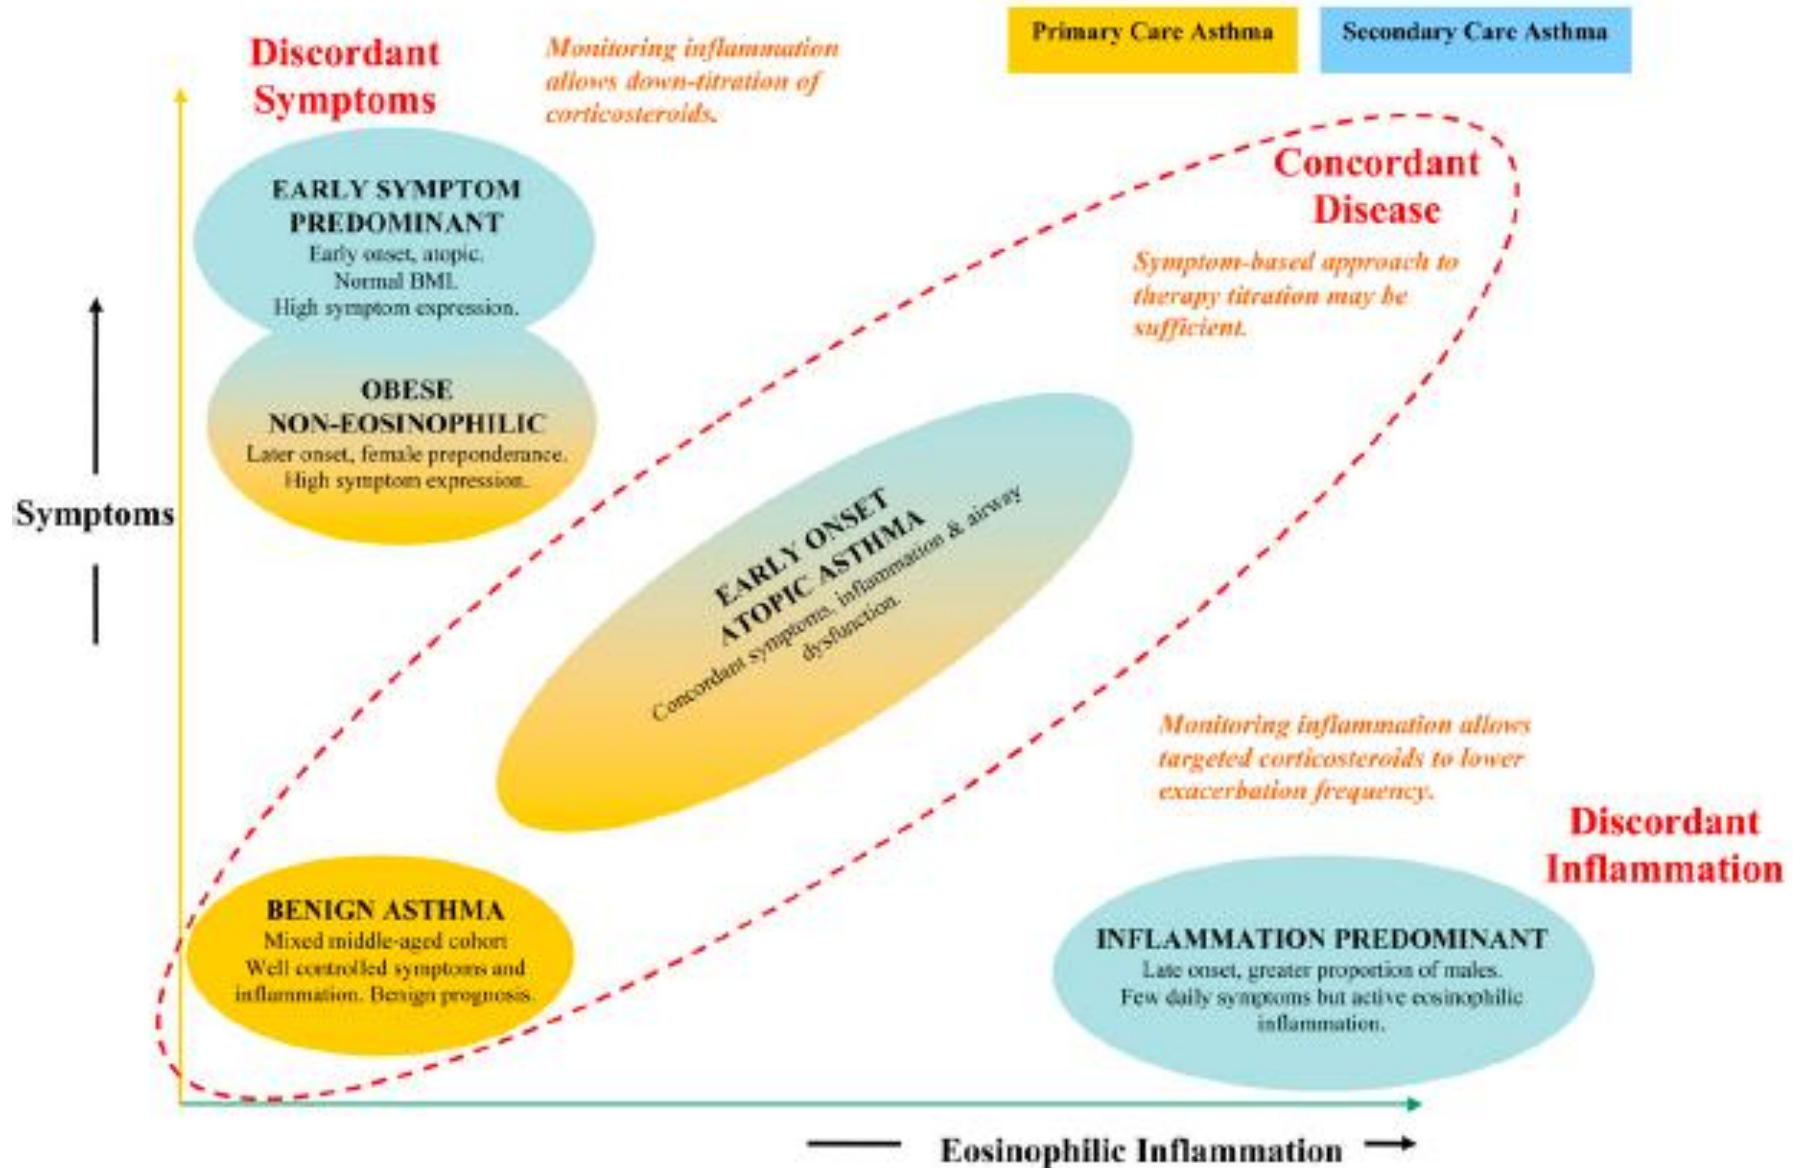 Primary Care Asthma
Secondary Care Asthma
Discordant
Symptoms
Monitoring inflammation
allows down-titration of
corticosteroids.
EARLY SYMPTOM
PREDOMINANT
Early onset, atopic.
Normal BMI.
High symptom expression.
Concordant
Disease
Symptom-based approach to
therapy titration may be
sufficient.
OBESE
NON-EOSINOPHILIC
Later onset, female preponderance.
High symptom expression.
Symptoms
EARLY ONSET
ATOPIC ASTHMA
Concordant symptoms, inflammation & airway
dysfunction.
Monitoring inflammation allows
targeted corticosteroids to lower
exacerbation frequency.
Discordant
Inflammation
BENIGN ASTHMA
Mixed middle-aged cohort
Well controlled symptoms and
inflammation. Benign prognosis.
INFLAMMATION PREDOMINANT
Late onset, greater proportion of males.
Few daily symptoms but active eosinophilic
inflammation.
Eosinophilic Inflammation